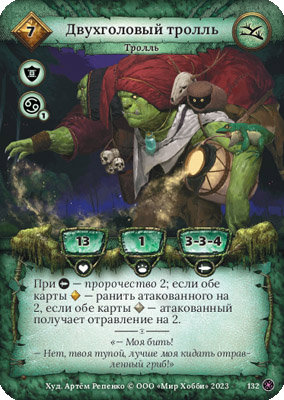 7
Двухголовый тролль
Тролль
1
13
1
3-3-4
При — пророчество 2; если обе
карты — ранить атакованного на
2, если обе карты — атакованный
получает отравление на 2.
«— Моя бить!
— Нет, твоя тупой, лучше моя кидать отрав-
ленный гриб!»
Худ. Артём Репенко © ООО «Мир Хобби» 2023
132